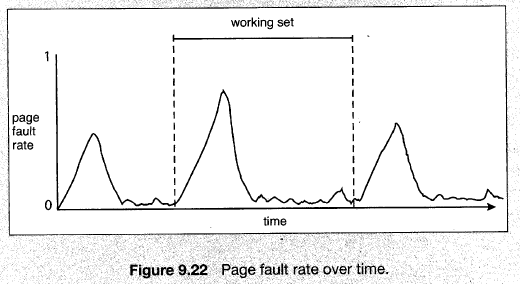 working set
1
page
fault
rate
0
time
Figure 9.22 Page fault rate over time.